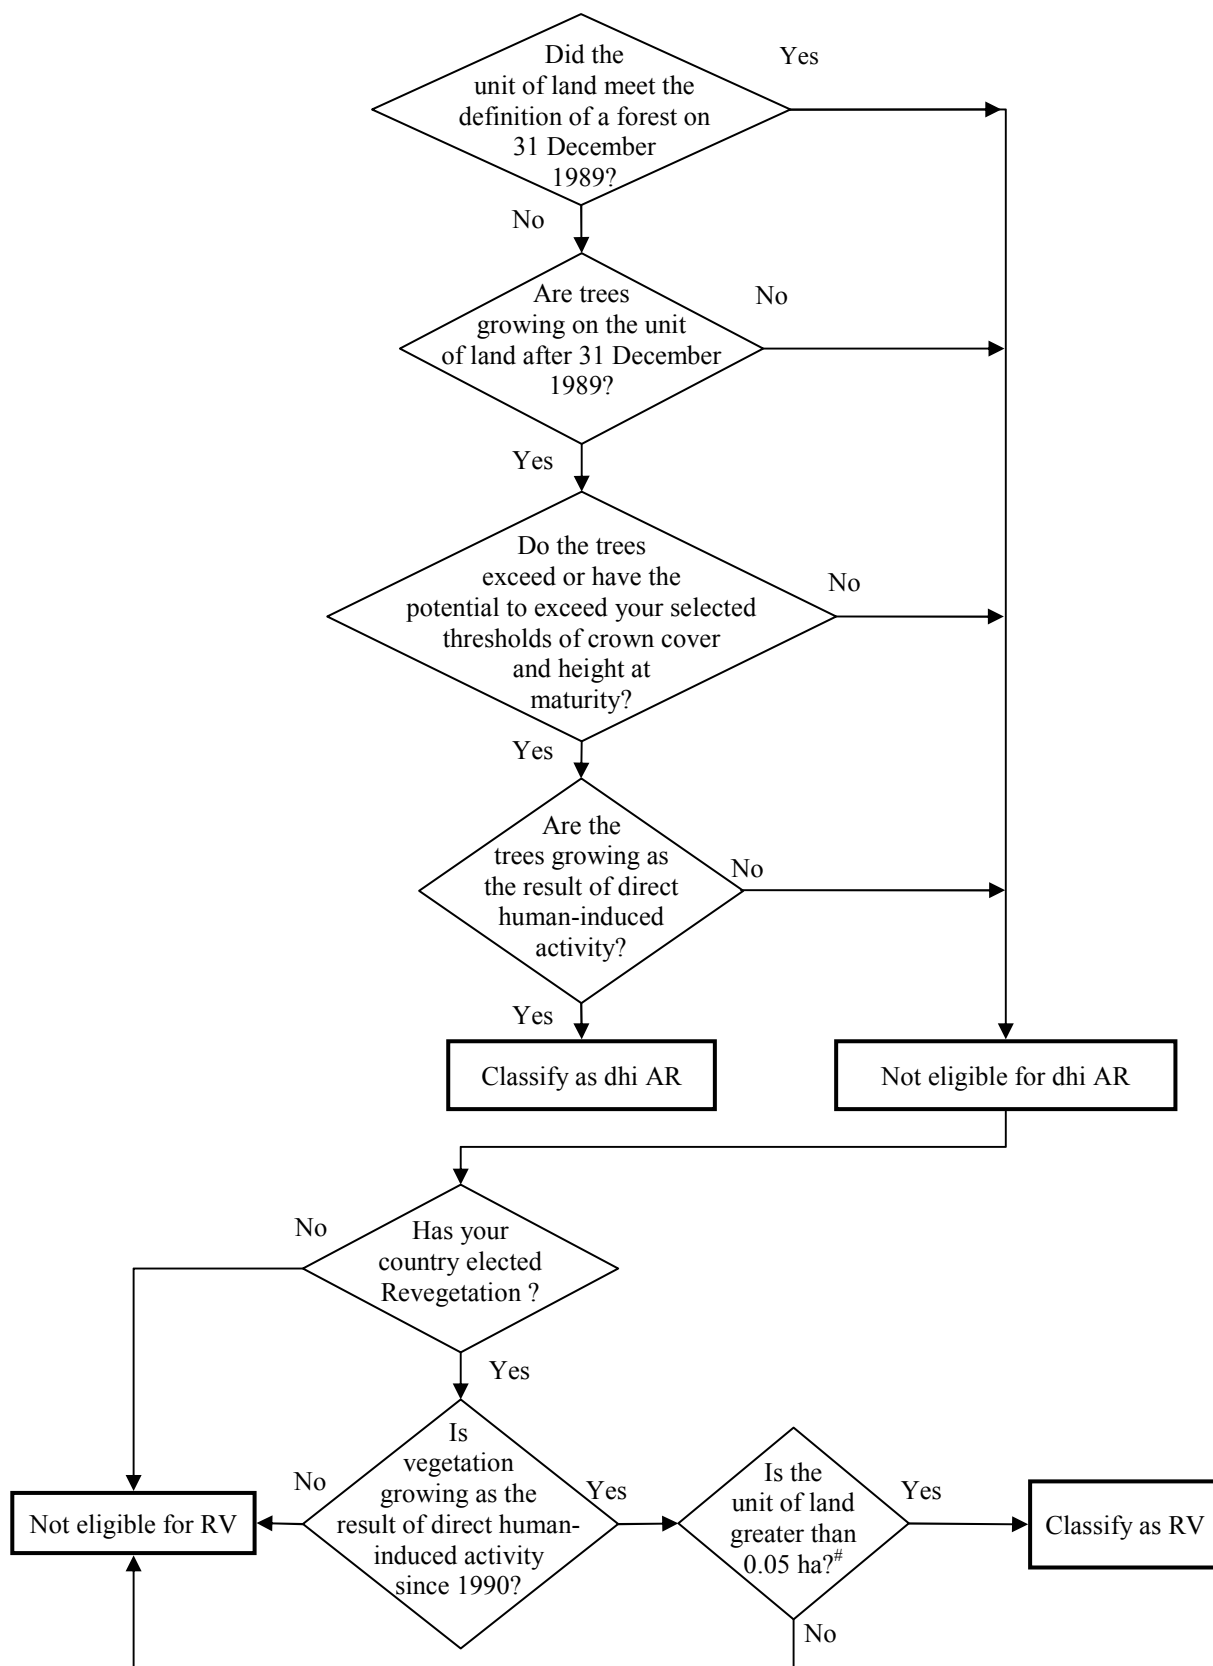 Did the
unit of land meet the
definition of a forest on
31 December
1989?
Yes
No
Are trees
growing on the unit
of land after 31 December
1989?
No
Yes
Do the trees
exceed or have the
potential to exceed your selected
thresholds of crown cover
and height at
maturity?
No
Yes
Are the
trees growing as
the result of direct
human-induced
activity?
No
Yes
Classify as dhi AR
Not eligible for dhi AR
No
Has your
country elected
Revegetation ?
Yes
No
Is
vegetation
growing as the
result of direct human-
induced activity
since 1990?
Yes
Is the
unit of land
greater than
0.05 ha?#
Yes
Not eligible for RV
Classify as RV
No